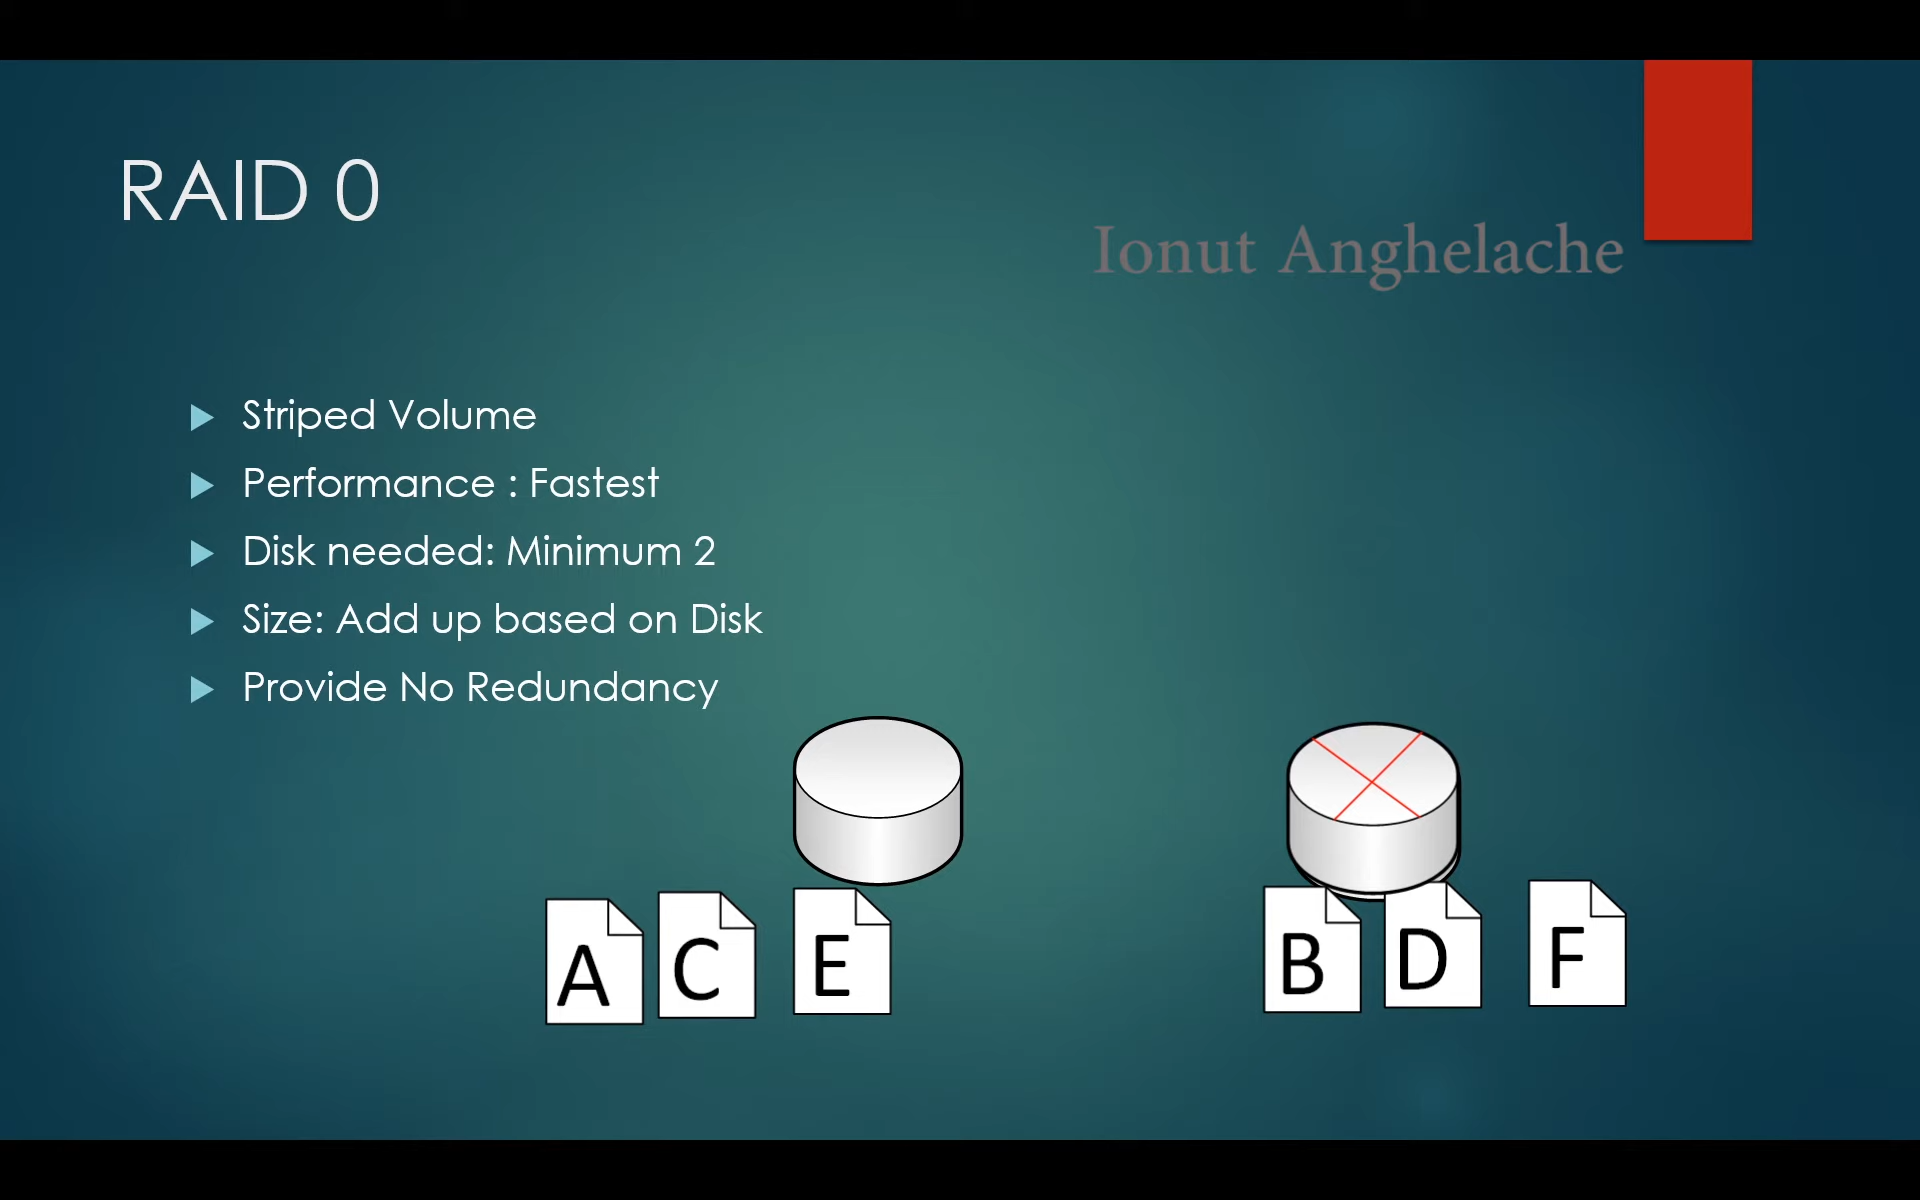 RAID 0
Ionut Anghelache
Striped Volume
Performance : Fastest
Disk needed: Minimum 2
Size: Add up based on Disk
Provide No Redundancy
A C E B D F